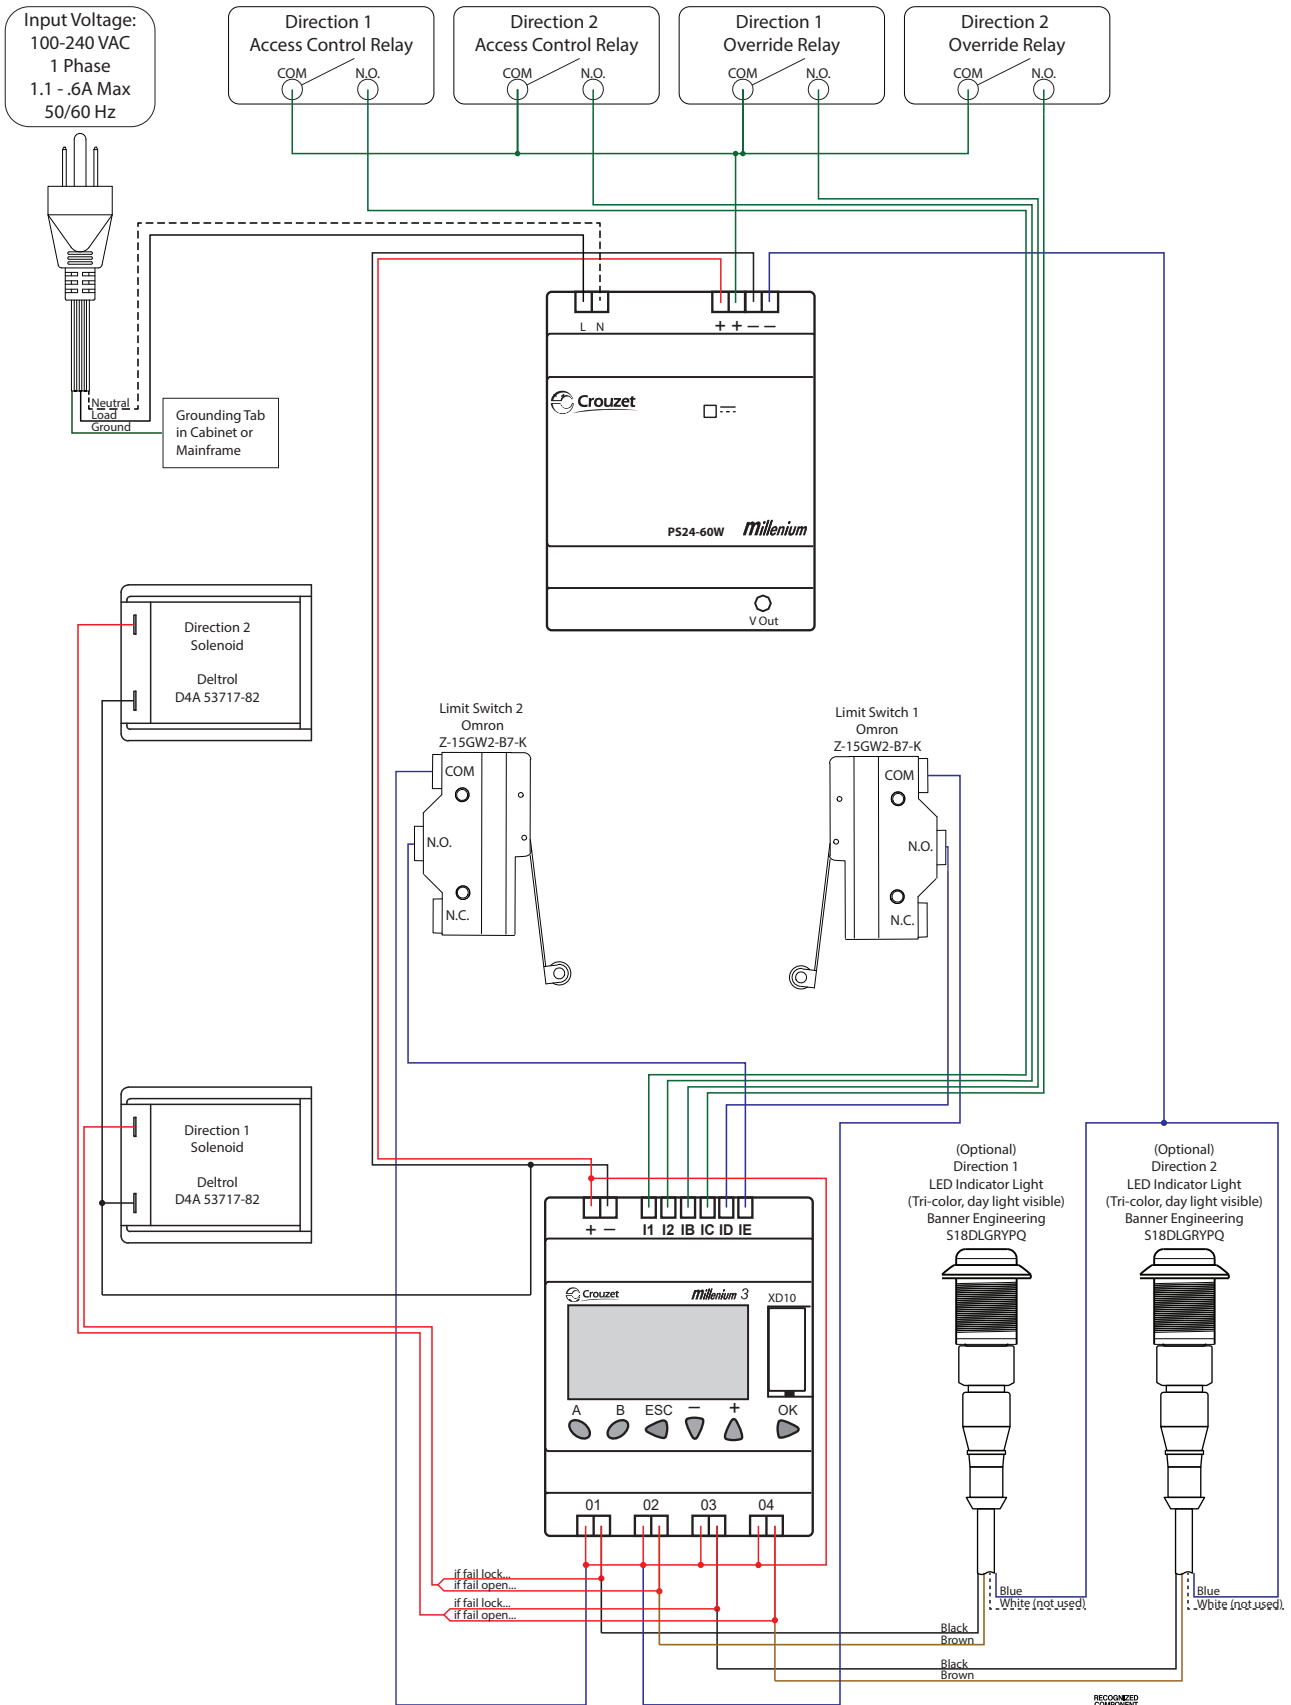 Input Voltage:
100-240 VAC
1 Phase
1.1 - .6A Max
50/60 Hz
Direction 1
Access Control Relay
COM
N.O.
Direction 2
Access Control Relay
COM
N.O.
Direction 1
Override Relay
COM
N.O.
Direction 2
Override Relay
COM
N.O.
L N
+ + − −
Neutral
Load
Ground
Grounding Tab
in Cabinet or
Mainframe
Crouzet
PS24-60W millenium
V Out
Direction 2
Solenoid
Deltrol
D4A 53717-82
Limit Switch 2
Omron
Z-15GW2-B7-K
COM
N.O.
N.C.
Limit Switch 1
Omron
Z-15GW2-B7-K
COM
N.O.
N.C.
Direction 1
Solenoid
Deltrol
D4A 53717-82
(Optional)
Direction 1
LED Indicator Light
(Tri-color, day light visible)
Banner Engineering
S18DLGRYPQ
(Optional)
Direction 2
LED Indicator Light
(Tri-color, day light visible)
Banner Engineering
S18DLGRYPQ
+ − I1 I2 IB IC ID IE
Crouzet millenium 3 XD10
A B ESC − + OK
01 02 03 04
if fail lock...
if fail open...
if fail lock...
if fail open...
Blue
White (not used)
Blue
White (not used)
Black
Brown
Black
Brown
RECOGNIZED
COMPONENT